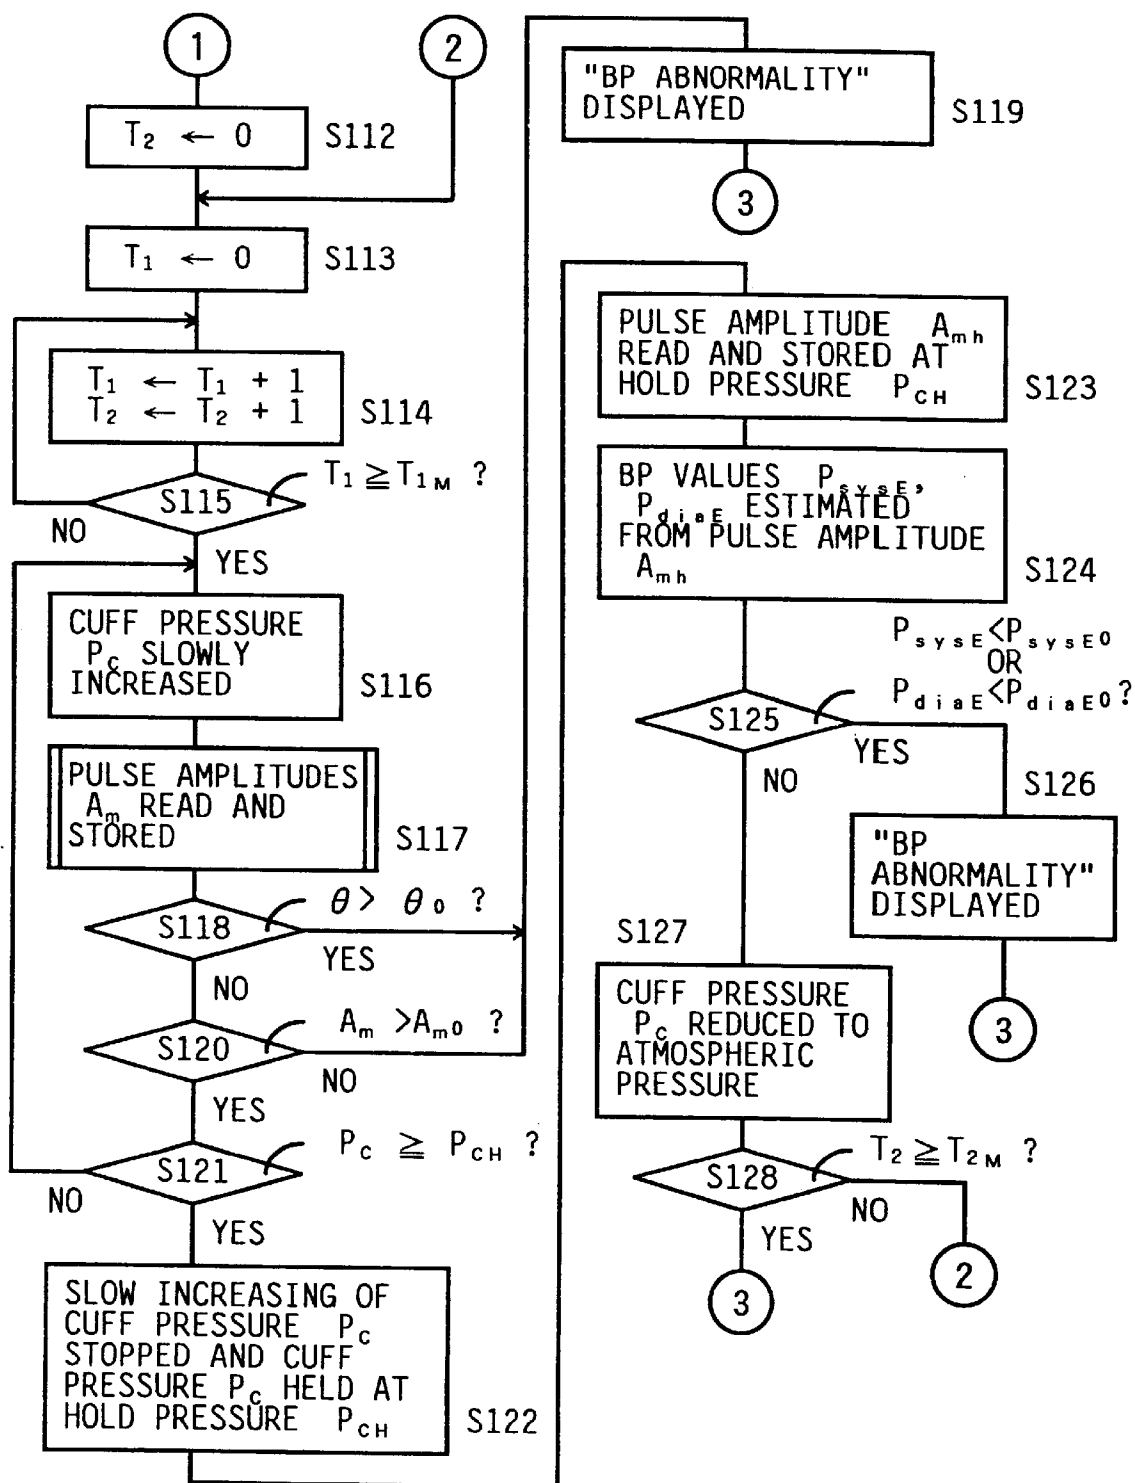 1
T₂ ← 0
S112
2
T₁ ← 0
S113
T₁ ← T₁ + 1
T₂ ← T₂ + 1
S114
S115
T₁ ≧ T₁M ?
NO
YES
CUFF PRESSURE
Pc SLOWLY
INCREASED
S116
PULSE AMPLITUDES
Am READ AND
STORED
S117
S118
θ > θ₀ ?
YES
NO
S120
Am >Am0 ?
NO
YES
S121
Pc ≧ PCH ?
NO
YES
SLOW INCREASING OF
CUFF PRESSURE Pc
STOPPED AND CUFF
PRESSURE Pc HELD AT
HOLD PRESSURE PCH
S122
"BP ABNORMALITY"
DISPLAYED
S119
3
PULSE AMPLITUDE Amh
READ AND STORED AT
HOLD PRESSURE PCH
S123
BP VALUES PsysE,
PdiaE ESTIMATED
FROM PULSE AMPLITUDE
Amh
S124
PsysE<PsysE0
OR
PdiaE<PdiaE0?
S125
YES
NO
S126
"BP
ABNORMALITY"
DISPLAYED
3
S127
CUFF PRESSURE
Pc REDUCED TO
ATMOSPHERIC
PRESSURE
S128
T₂ ≧ T₂M ?
NO
YES
2
3